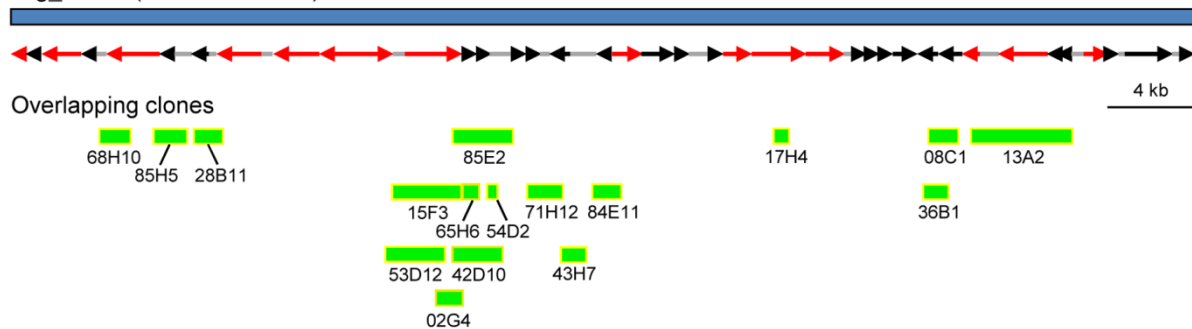 4 kb
Overlapping clones
68H10
85H5
28B11
85E2
17H4
08C1
13A2
15F3
65H6
54D2
71H12
84E11
36B1
53D12
42D10
43H7
02G4